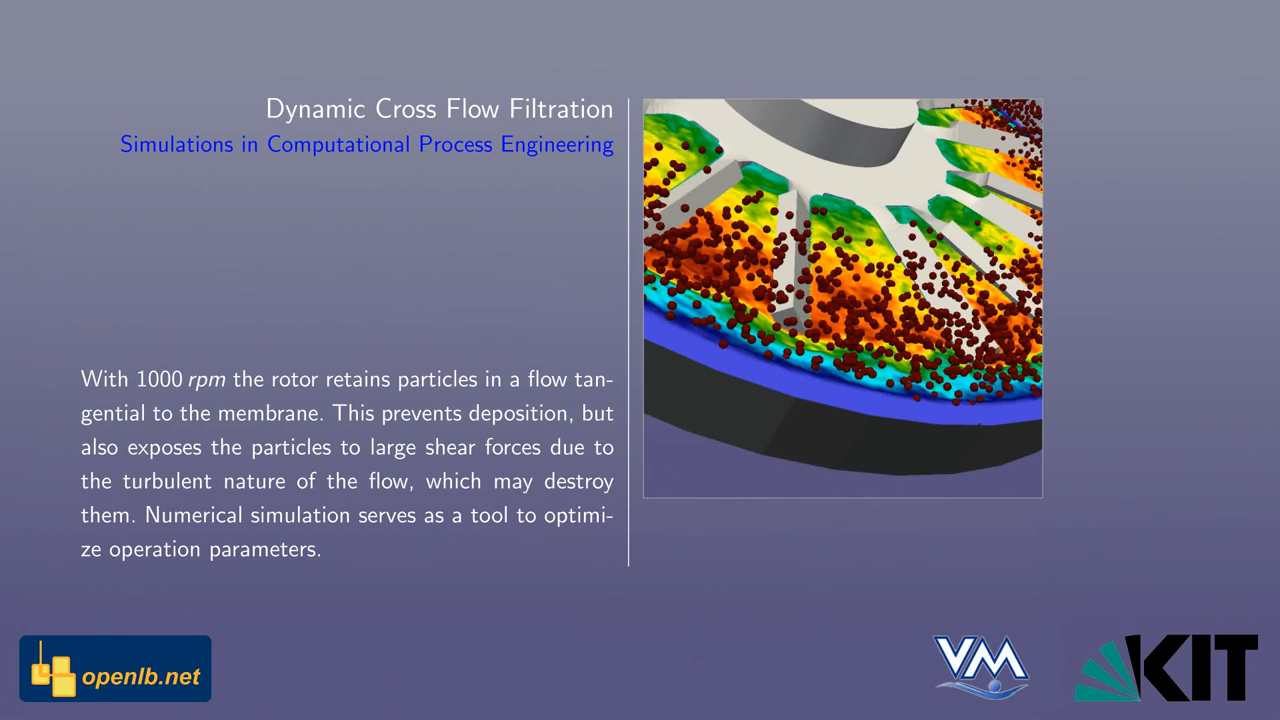 Dynamic Cross Flow Filtration
Simulations in Computational Process Engineering
With 1000 rpm the rotor retains particles in a flow tan-
gential to the membrane. This prevents deposition, but
also exposes the particles to large shear forces due to
the turbulent nature of the flow, which may destroy
them. Numerical simulation serves as a tool to optimi-
ze operation parameters.
openlb.net
VM
KIT